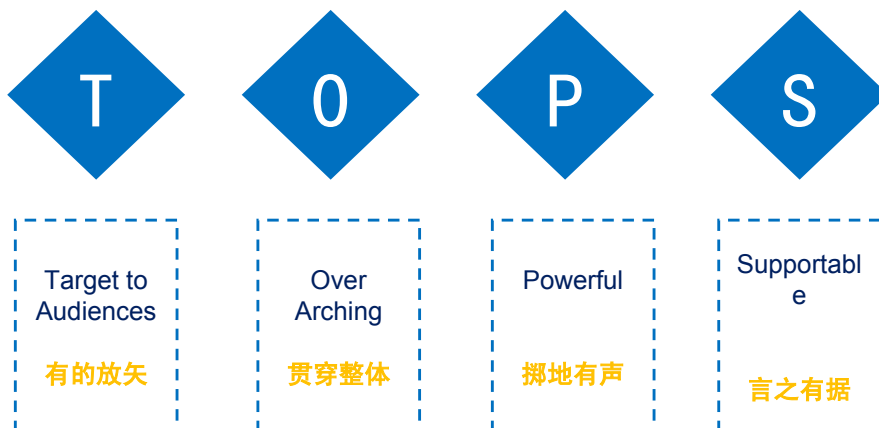 T
O
P
S
Target to
Audiences
有的放矢
Over
Arching
贯穿整体
Powerful
掷地有声
Supportabl
e
言之有据